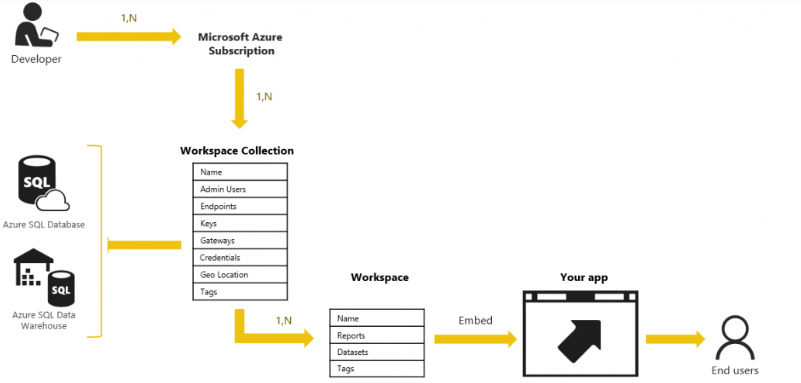 1,N
Developer
Microsoft Azure
Subscription
1,N
Workspace Collection
Name
Admin Users
Endpoints
Keys
Gateways
Credentials
Geo Location
Tags
SQL
Azure SQL Database
SQL
Azure SQL Data
Warehouse
1,N
Workspace
Name
Reports
Datasets
Tags
Embed
Your app
End users